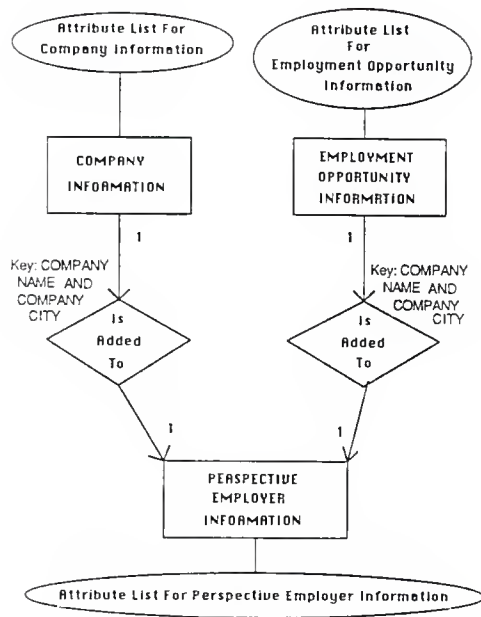 Attribute List For
Company Information
Attribute List
For
Employment Opportunity
Information
COMPANY
INFORMATION
EMPLOYMENT
OPPORTUNITY
INFORMRTION
1
1
Key: COMPANY
NAME AND
COMPANY
CITY
Key: COMPANY
NAME AND
COMPANY
CITY
Is
Added
To
Is
Added
To
1
1
PERSPECTIVE
EMPLOYER
INFORMATION
Attribute List For Perspective Employer Information